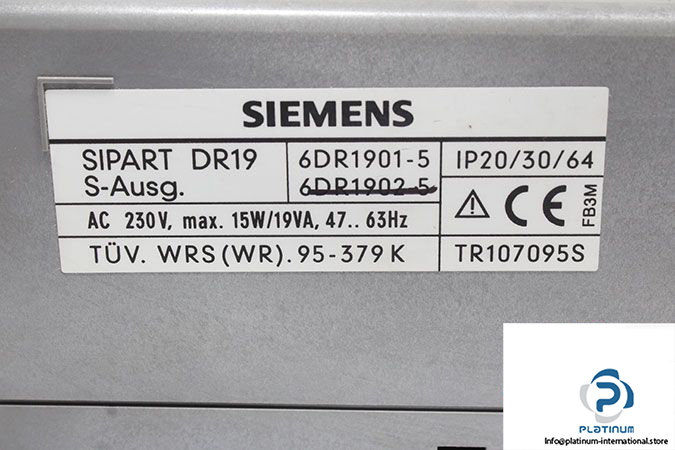 SIEMENS
SIPART DR19
S-Ausg.
6DR1901-5
6DR1902-5
IP20/30/64
CE
FB3M
AC 230V, max. 15W/19VA, 47.. 63Hz
TÜV. WRS(WR).95-379 K
TR107095S
PLATINUM
Info@platinum-international.store